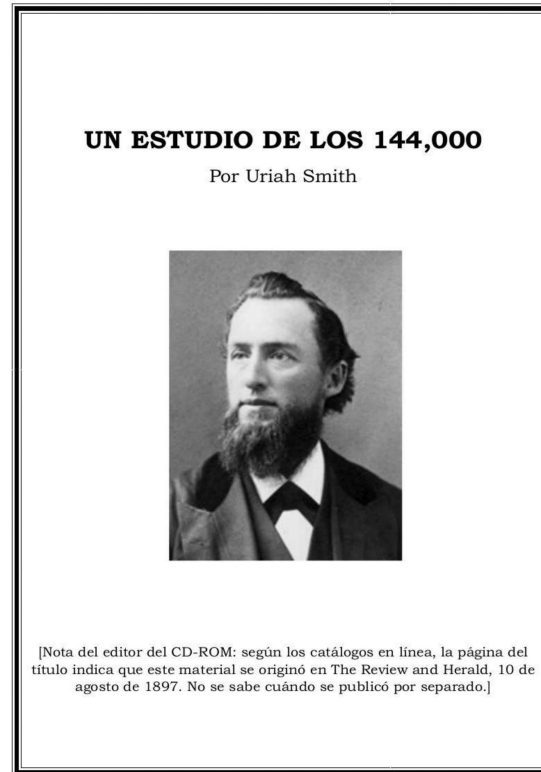 UN ESTUDIO DE LOS 144,000
Por Uriah Smith
[Nota del editor del CD-ROM: según los catálogos en línea, la página del
título indica que este material se originó en The Review and Herald, 10 de
agosto de 1897. No se sabe cuándo se publicó por separado.]